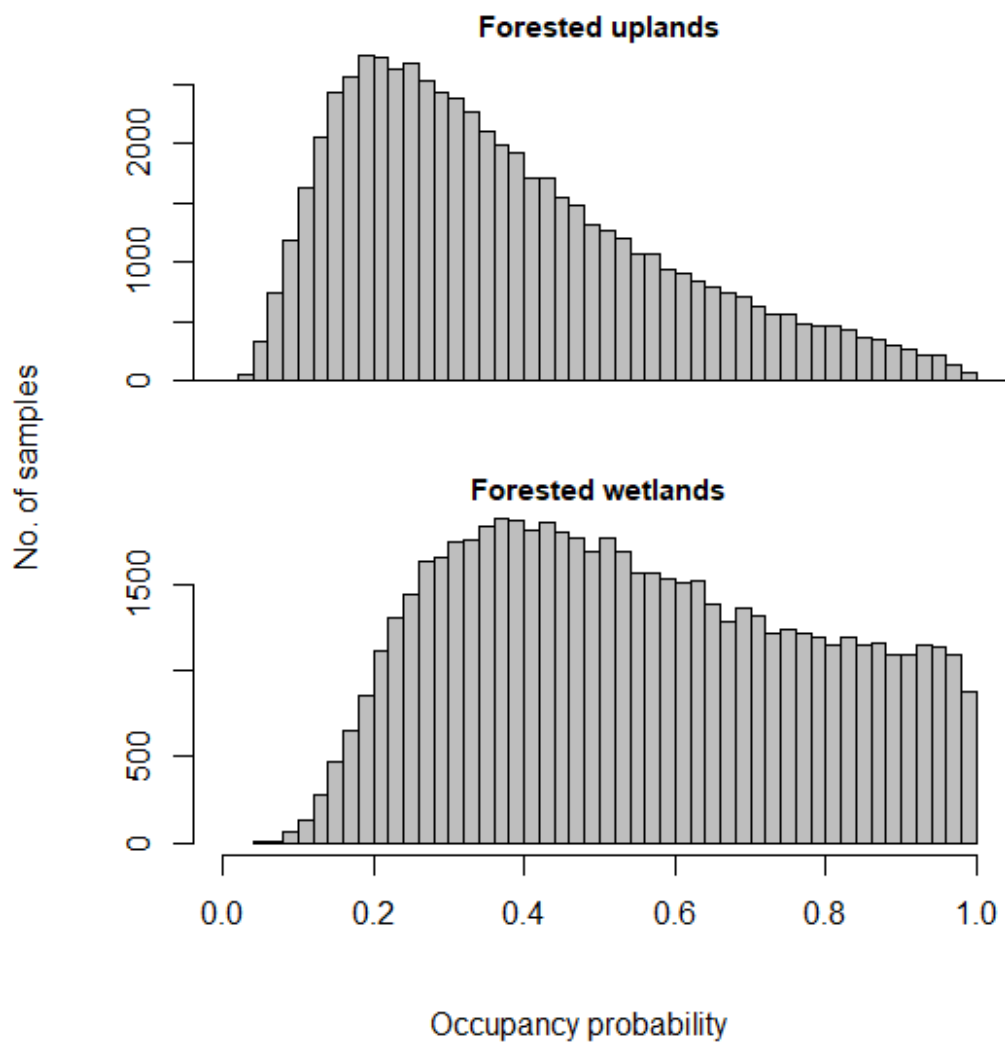 Forested uplands
2000
1000
0
No. of samples
Forested wetlands
1500
500
0
0.0 0.2 0.4 0.6 0.8 1.0
Occupancy probability